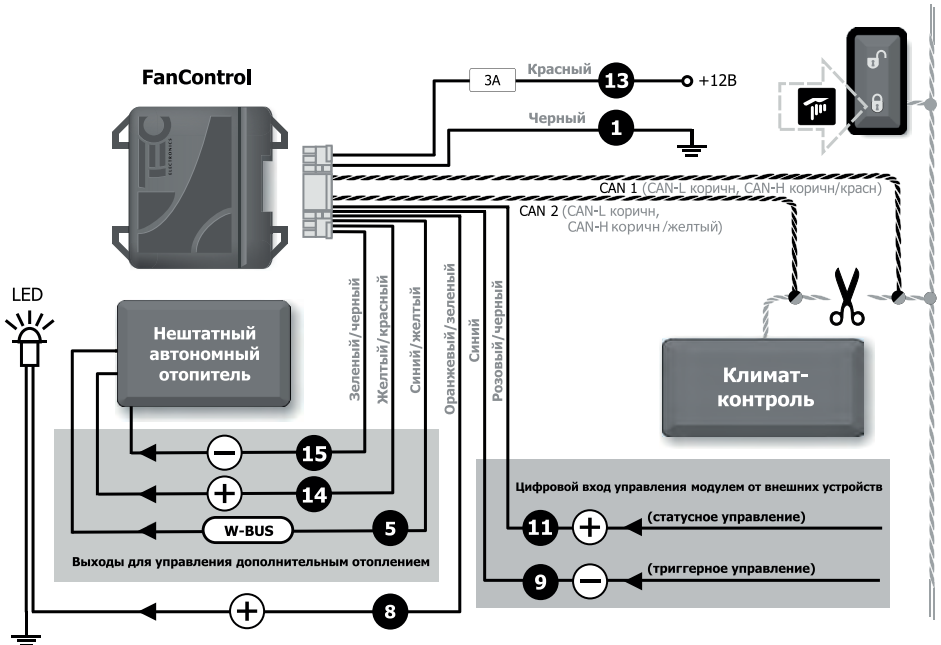 FanControl
TEC
ELECTRONICS
3А
Красный
13
+12В
Черный
1
CAN 1 (CAN-L коричн, CAN-H коричн/красн)
CAN 2 (CAN-L коричн,
CAN-H коричн/желтый)
LED
Нештатный
автономный
отопитель
Зеленый/черный
Желтый/красный
Синий/желтый
Оранжевый/зеленый
Синий
Розовый/черный
Климат-
контроль
15
14
W-BUS
5
Выходы для управления дополнительным отоплением
8
Цифровой вход управления модулем от внешних устройств
11
(статусное управление)
9
(триггерное управление)